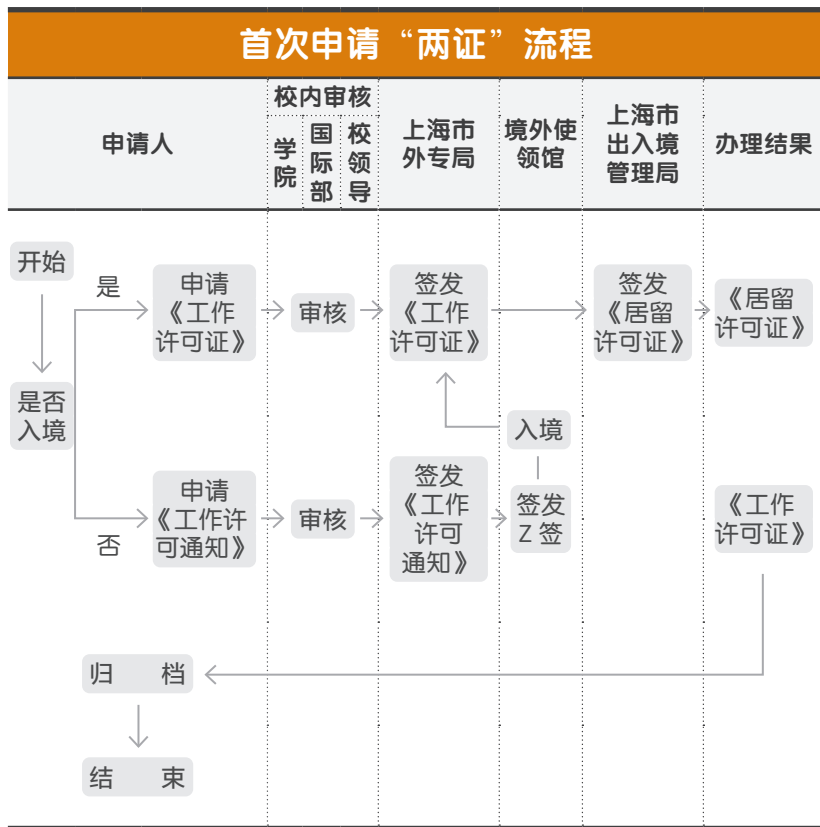 首次申请“两证”流程
申请人
校内审核
学院
国际部
校领导
上海市
外专局
境外使
领馆
上海市
出入境
管理局
办理结果
开始
是否
入境
是
申请
《工作
许可证》
审核
签发
《工作
许可证》
签发
《居留
许可证》
《居留
许可证》
入境
否
申请
《工作许
可通知》
审核
签发
《工作
许可
通知》
签发
Z 签
《工作
许可证》
归 档
结 束